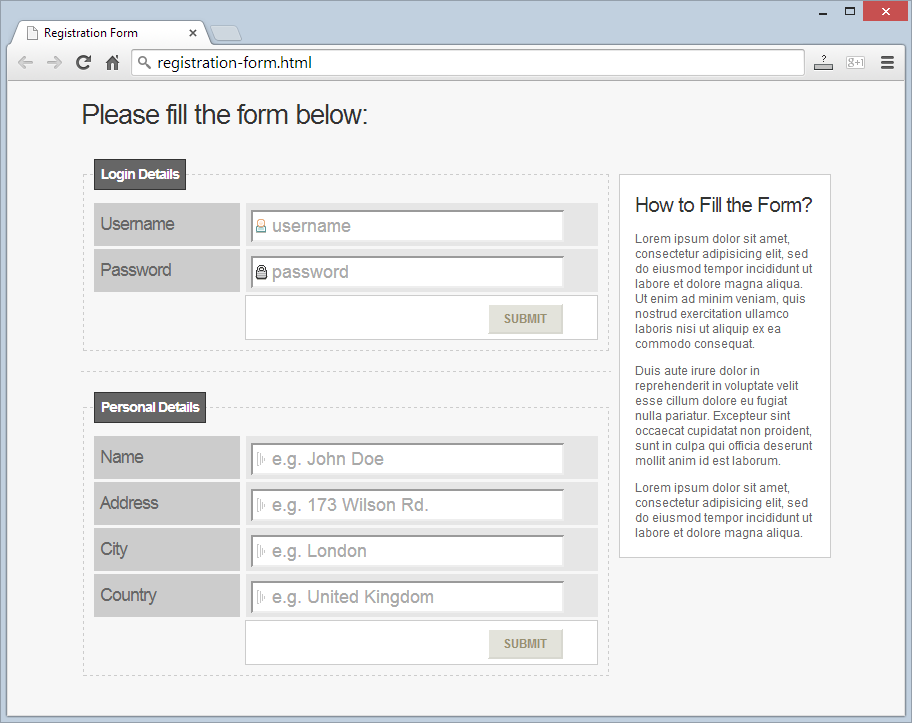 Registration Form
registration-form.html
?
g+1
Please fill the form below:
Login Details
Username
username
Password
password
SUBMIT
Personal Details
Name
e.g. John Doe
Address
e.g. 173 Wilson Rd.
City
e.g. London
Country
e.g. United Kingdom
SUBMIT
How to Fill the Form?
Lorem ipsum dolor sit amet,
consectetur adipisicing elit, sed
do eiusmod tempor incididunt ut
labore et dolore magna aliqua.
Ut enim ad minim veniam, quis
nostrud exercitation ullamco
laboris nisi ut aliquip ex ea
commodo consequat.
Duis aute irure dolor in
reprehenderit in voluptate velit
esse cillum dolore eu fugiat
nulla pariatur. Excepteur sint
occaecat cupidatat non proident,
sunt in culpa qui officia deserunt
mollit anim id est laborum.
Lorem ipsum dolor sit amet,
consectetur adipisicing elit, sed
do eiusmod tempor incididunt ut
labore et dolore magna aliqua.